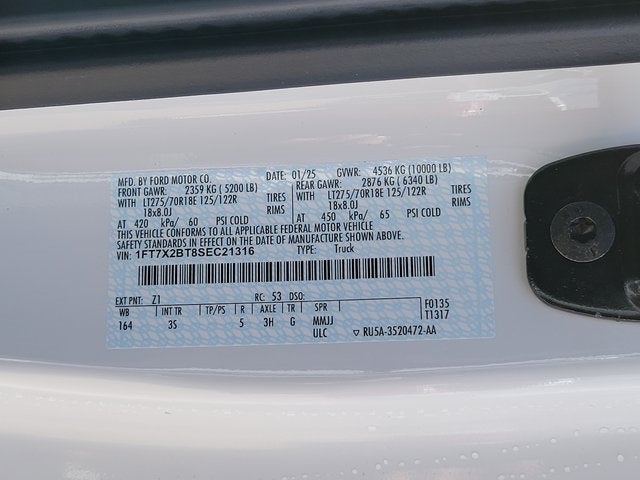 MFD. BY FORD MOTOR CO. DATE: 01/25 GVWR: 4536 KG (10000 LB)
FRONT GAWR: 2359 KG ( 5200 LB) REAR GAWR: 2876 KG ( 6340 LB)
WITH LT275/70R18E 125/122R TIRES WITH LT275/70R18E 125/122R TIRES
18x8.0J RIMS 18x8.0J RIMS
AT 420 kPa/ 60 PSI COLD AT 450 kPa/ 65 PSI COLD
THIS VEHICLE CONFORMS TO ALL APPLICABLE FEDERAL MOTOR VEHICLE
SAFETY STANDARDS IN EFFECT ON THE DATE OF MANUFACTURE SHOWN ABOVE.
VIN: 1FT7X2BT8SEC21316 TYPE: Truck
EXT PNT: Z1 RC: 53 DSO: F0135
WB INT TR TP/PS R AXLE TR SPR T1317
164 3S 5 3H G MMJJ
ULC ▽ RU5A-3520472-AA